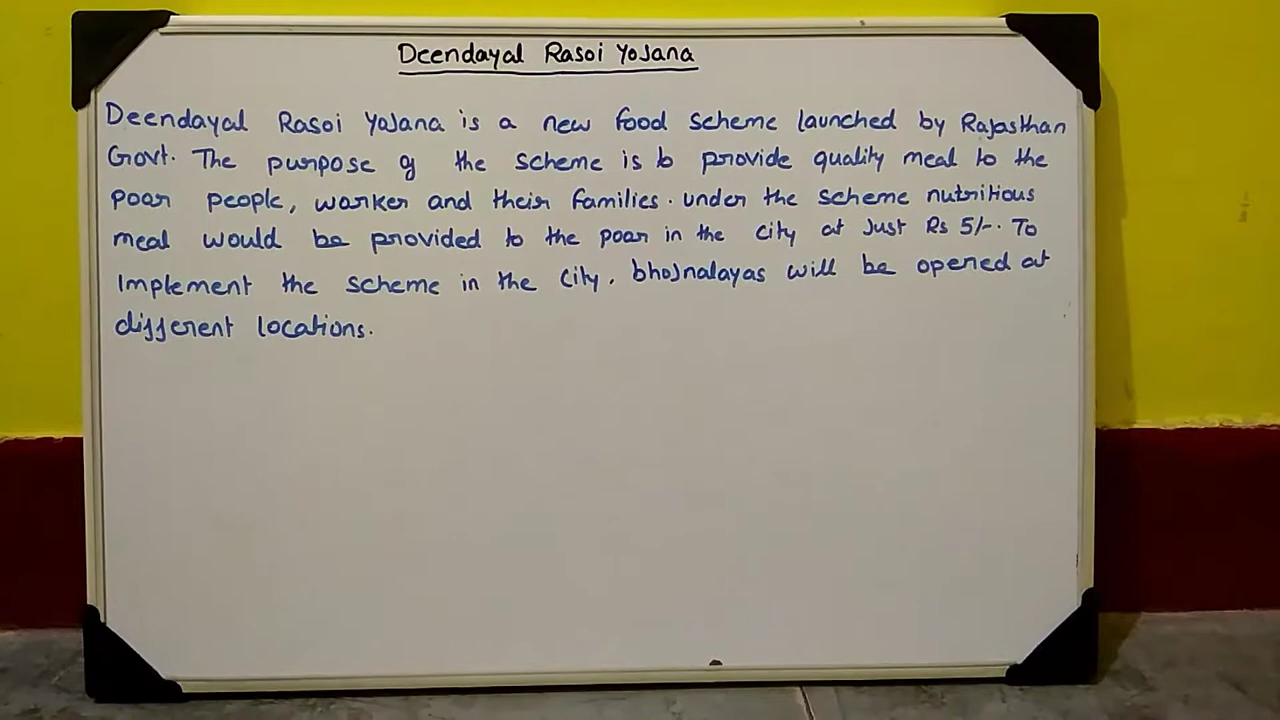 Deendayal Rasoi Yojana
Deendayal Rasoi Yojana is a new food scheme launched by Rajasthan
Govt. The purpose of the scheme is to provide quality meal to the
poor people, worker and their families. under the scheme nutritious
meal would be provided to the poor in the city at Just Rs 5/-. To
Implement the scheme in the city, bhojnalayas will be opened at
different locations.